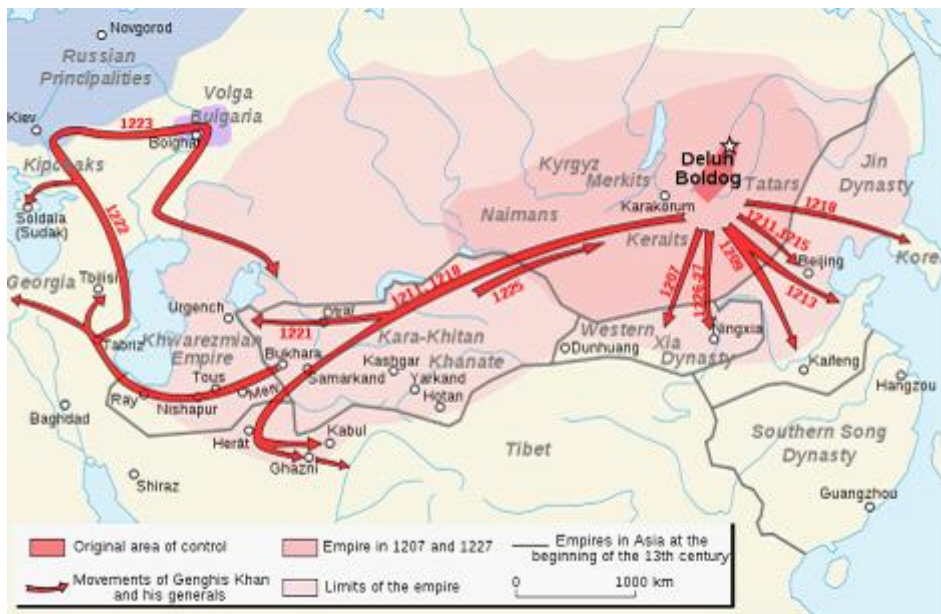 Novgorod
Russian
Principalities
Volga
Bulgaria
Kiev
1223
Bolghar
Kipchaks
Soldaia
(Sudak)
1222
Georgia
Tbilisi
Tabriz
Kyrgyz
Merkits
Delun
Boldog
Tatars
Jin
Dynasty
Naimans
Karakorum
Keraits
1218
1211,1215
Beijing
Korea
1209
1213
1207
1226-27
1211, 1218
1225
Urgench
Otrar
1221
Khwarezmian
Empire
Kara-Khitan
Khanate
Western
Xia
Dynasty
Ningxia
Dunhuang
Bukhara
Samarkand
Kashgar
Yarkand
Hotan
Kaifeng
Hangzou
Tous
Merv
Ray
Nishapur
Baghdad
Herat
Kabul
Ghazni
Shiraz
Tibet
Southern Song
Dynasty
Guangzhou
Original area of control
Empire in 1207 and 1227
Empires in Asia at the
beginning of the 13th century
Movements of Genghis Khan
and his generals
Limits of the empire
0 1000 km